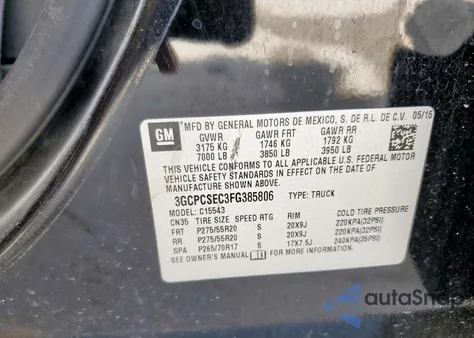 GM
MFD BY GENERAL MOTORS DE MEXICO, S. DE R.L. DE C.V. 05/15
GVWR GAWR FRT GAWR RR
3175 KG 1746 KG 1792 KG
7000 LB 3850 LB 3950 LB
THIS VEHICLE CONFORMS TO ALL APPLICABLE U.S. FEDERAL MOTOR
VEHICLE SAFETY STANDARDS IN EFFECT ON THE DATE OF
MANUFACTURE SHOWN ABOVE.
3GCPCSEC3FG385806 TYPE: TRUCK
MODEL: C15543
CN35 TIRE SIZE SPEED RTG RIM COLD TIRE PRESSURE
FRT P275/55R20 S 20X9J 220KPA(32PSI)
RR P275/55R20 S 20X9J 220KPA(32PSI)
SPA P265/70R17 S 17X7.5J 240KPA(35PSI)
SEE OWNER'S MANUAL FOR MORE INFORMATION.
autaSnap